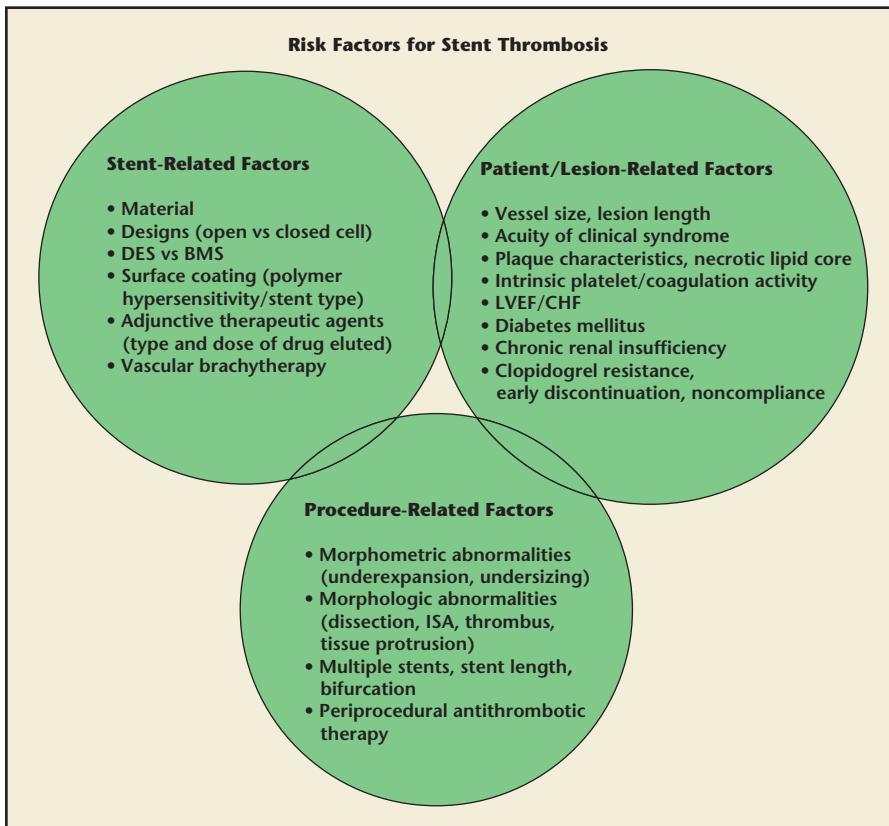 Risk Factors for Stent Thrombosis
Stent-Related Factors
• Material
• Designs (open vs closed cell)
• DES vs BMS
• Surface coating (polymer
hypersensitivity/stent type)
• Adjunctive therapeutic agents
(type and dose of drug eluted)
• Vascular brachytherapy
Patient/Lesion-Related Factors
• Vessel size, lesion length
• Acuity of clinical syndrome
• Plaque characteristics, necrotic lipid core
• Intrinsic platelet/coagulation activity
• LVEF/CHF
• Diabetes mellitus
• Chronic renal insufficiency
• Clopidogrel resistance,
early discontinuation, noncompliance
Procedure-Related Factors
• Morphometric abnormalities
(underexpansion, undersizing)
• Morphologic abnormalities
(dissection, ISA, thrombus,
tissue protrusion)
• Multiple stents, stent length,
bifurcation
• Periprocedural antithrombotic
therapy